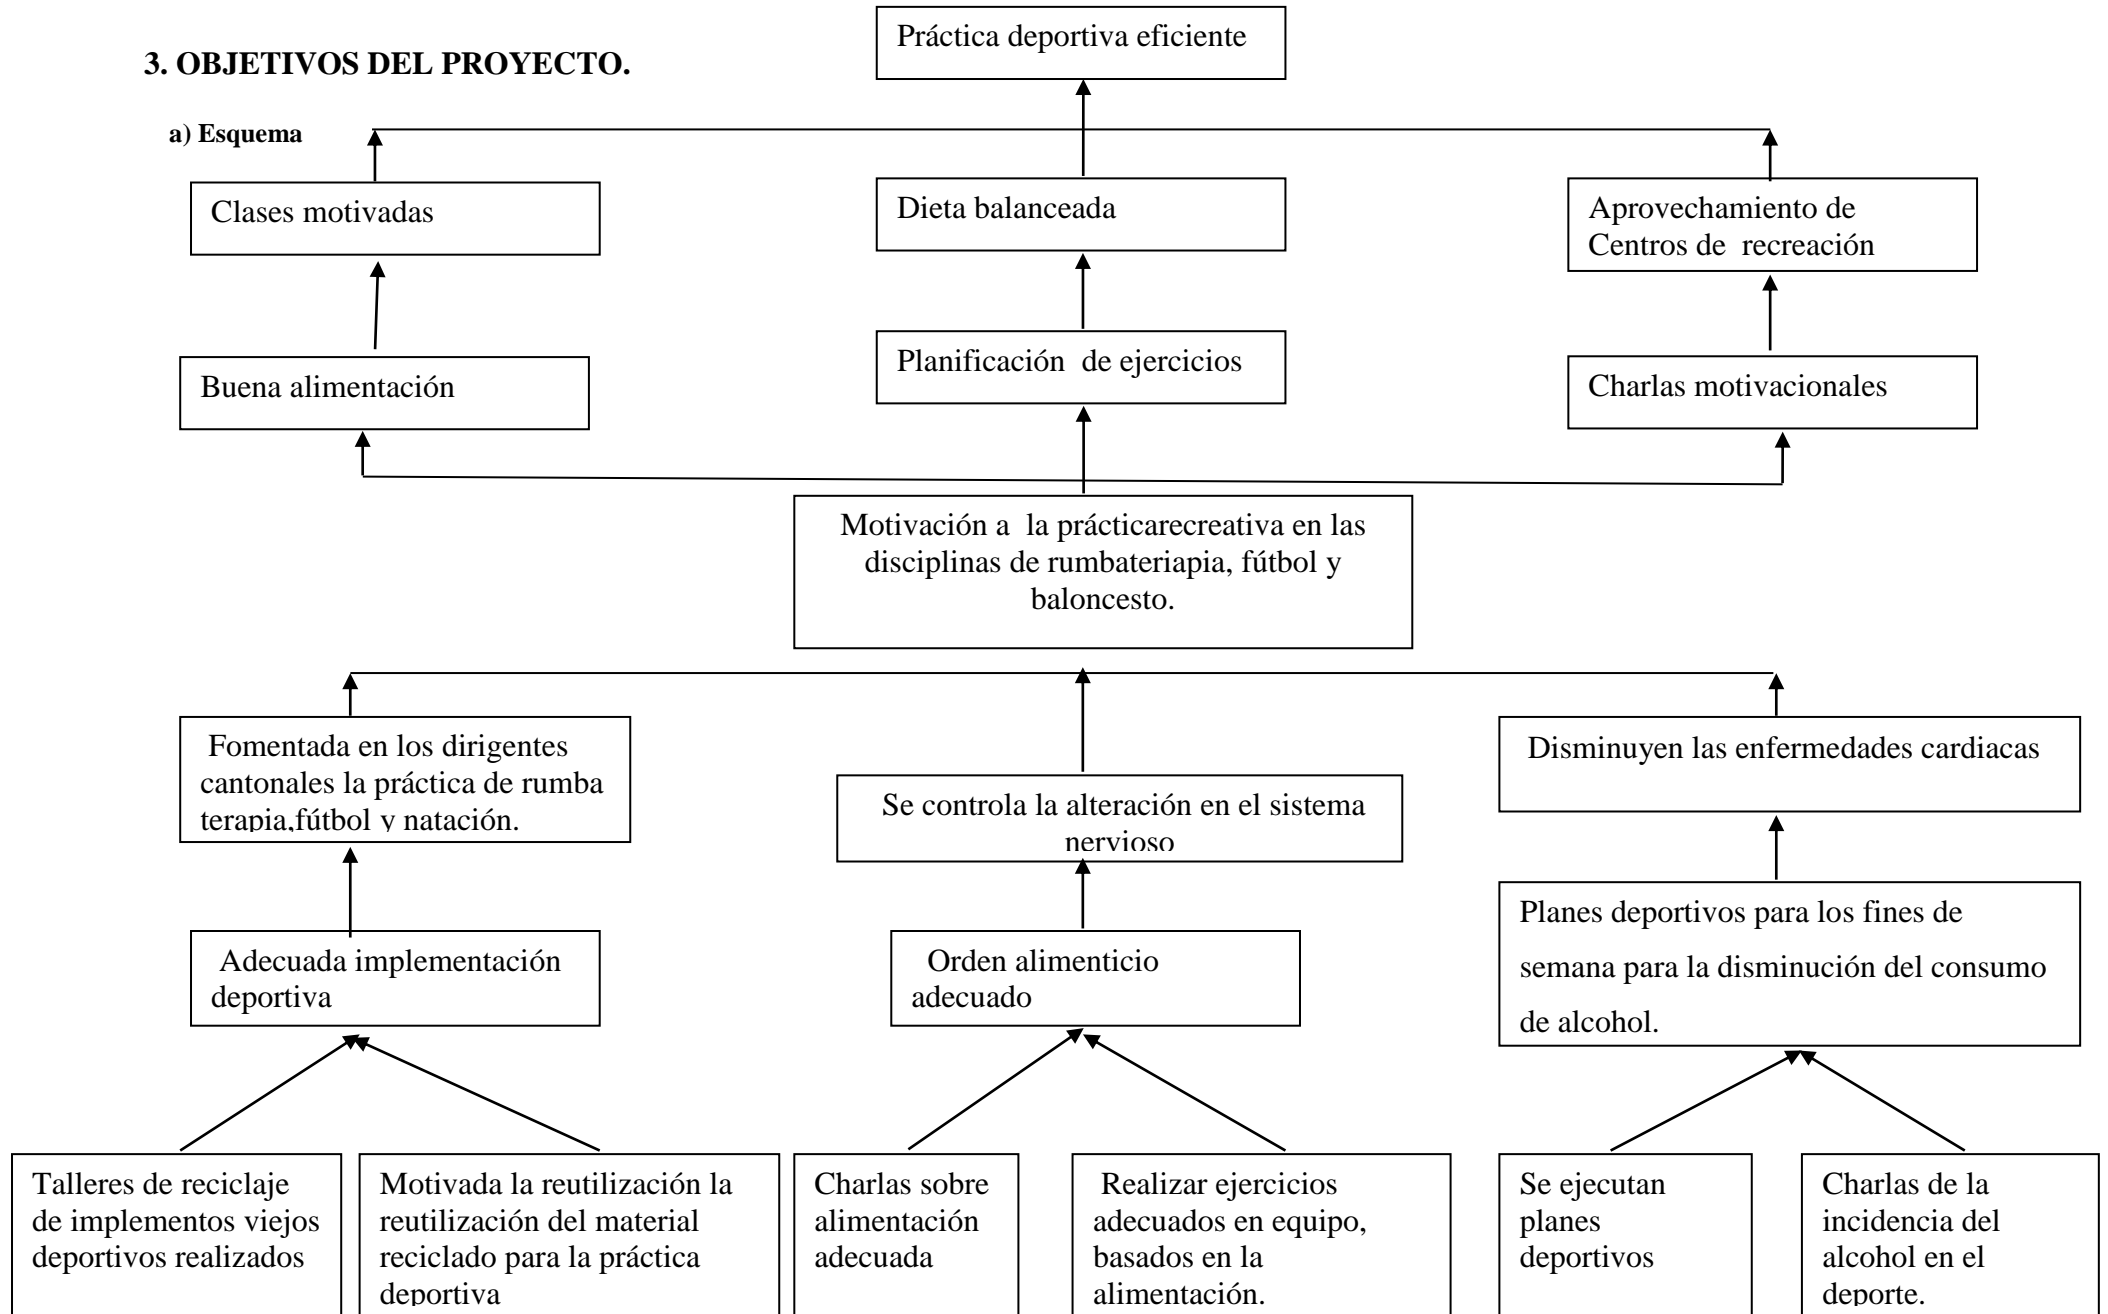 Práctica deportiva eficiente
3. OBJETIVOS DEL PROYECTO.
a) Esquema
Clases motivadas
Dieta balanceada
Aprovechamiento de
Centros de recreación
Buena alimentación
Planificación de ejercicios
Charlas motivacionales
Motivación a la prácticarecreativa en las
disciplinas de rumbateriapia, fútbol y
baloncesto.
Fomentada en los dirigentes
cantonales la práctica de rumba
terapia,fútbol y natación.
Se controla la alteración en el sistema
nervioso
Disminuyen las enfermedades cardiacas
Adecuada implementación
deportiva
Orden alimenticio
adecuado
Planes deportivos para los fines de
semana para la disminución del consumo
de alcohol.
Talleres de reciclaje
de implementos viejos
deportivos realizados
Motivada la reutilización la
reutilización del material
reciclado para la práctica
deportiva
Charlas sobre
alimentación
adecuada
Realizar ejercicios
adecuados en equipo,
basados en la
alimentación.
Se ejecutan
planes
deportivos
Charlas de la
incidencia del
alcohol en el
deporte.